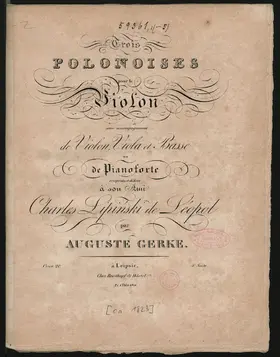 Trois
POLONOISES
pour le
Violon
avec accompagnement
de Violon, Viola et Basse
ou
de Pianoforte
à son Ami
Charles Lipinski de Léopol
par
AUGUSTE GERKE.
à Leipsic,
Chez Breitkopf & Härtel.